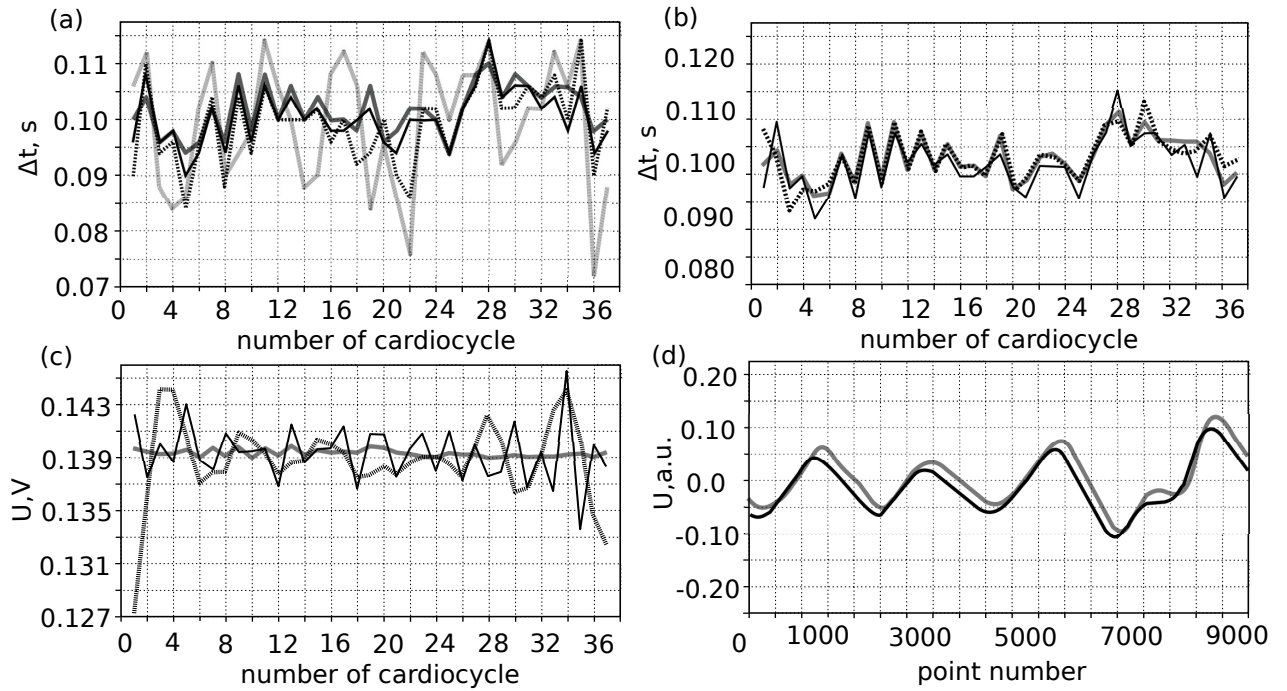 (a)
Δt, s
0.11
0.10
0.09
0.08
0.07
0 4 8 12 16 20 24 28 32 36
number of cardiocycle
(b)
Δt, s
0.120
0.110
0.100
0.090
0.080
0 4 8 12 16 20 24 28 32 36
number of cardiocycle
(c)
U,V
0.143
0.139
0.135
0.131
0.127
0 4 8 12 16 20 24 28 32 36
number of cardiocycle
(d)
U,a.u.
0.20
0.10
0.0
-0.10
-0.20
0 1000 3000 5000 7000 9000
point number